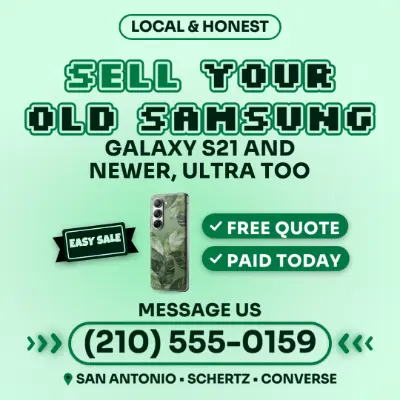 LOCAL & HONEST
SELL YOUR
OLD SAMSUNG
GALAXY S21 AND
NEWER, ULTRA TOO
EASY SALE
FREE QUOTE
PAID TODAY
MESSAGE US
(210) 555-0159
SAN ANTONIO • SCHERTZ • CONVERSE